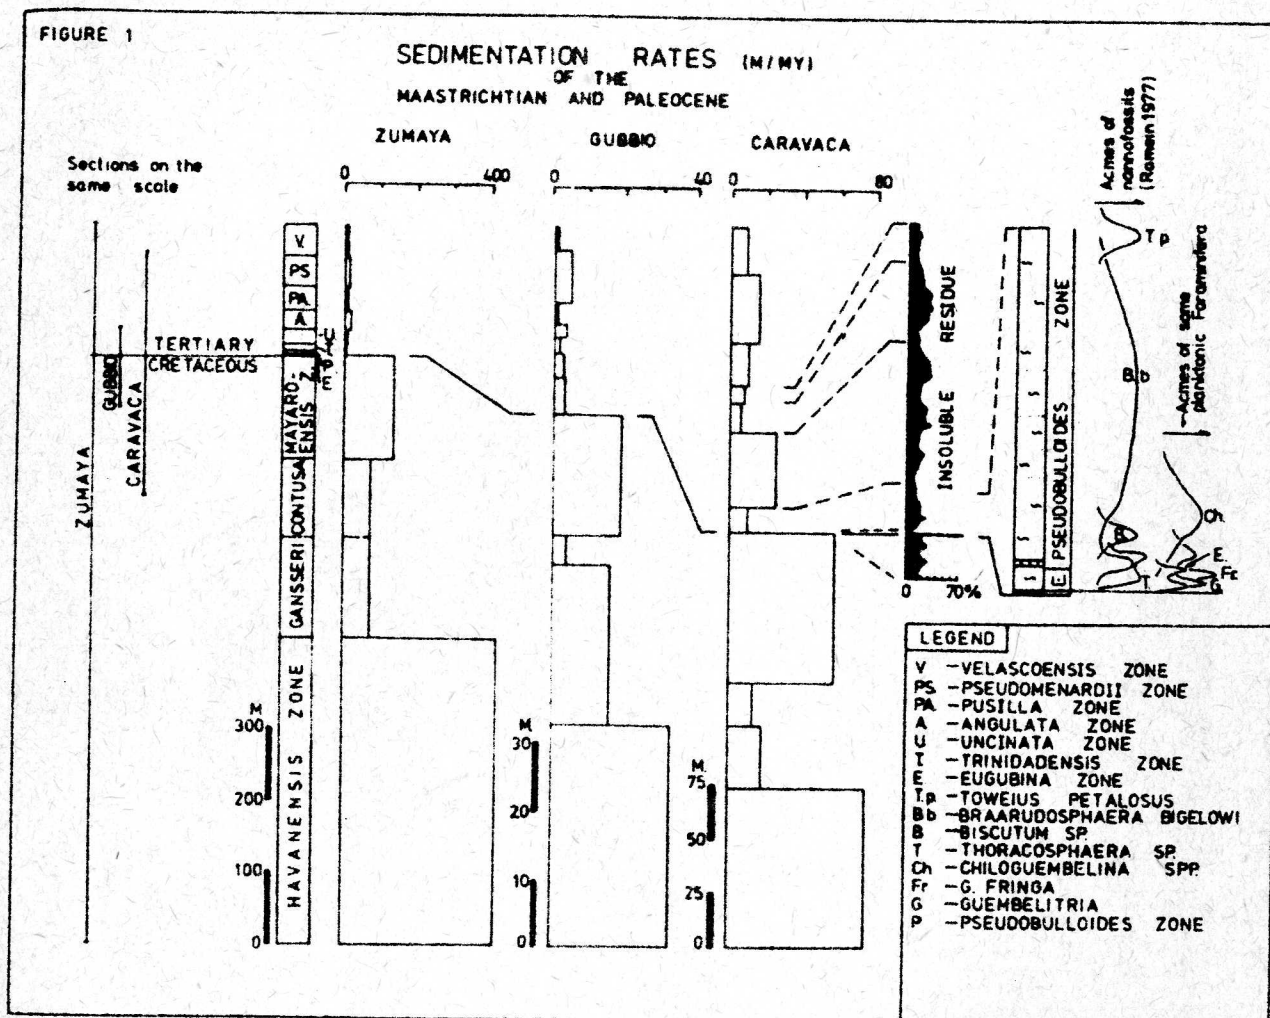 FIGURE 1
SEDIMENTATION RATES (M/MY)
OF THE
MAASTRICHTIAN AND PALEOCENE
ZUMAYA
GUBBIO
CARAVACA
Sections on the
same scale
0 400
0 40
0 80
ZUMAYA
GUBBIO
CARAVACA
TERTIARY
CRETACEOUS
V.
PS
PA
A
MAYARO-
ENSIS Z.
CONTUSA
GANSSERI
HAVANENSIS ZONE
M
300
200
100
0
M.
30
20
10
0
M.
75
50
25
0
INSOLUBLE RESIDUE
0 70%
E. PSEUDOBULLOIDES ZONE
Acmes of
nannofossils
(Romein 1977)
Acmes of some
planktonic Foraminifera
T p
B b
B
T
Ch
E.
Fr
G
LEGEND
V - VELASCOENSIS ZONE
PS. - PSEUDOMENARDII ZONE
PA. - PUSILLA ZONE
A - ANGULATA ZONE
U - UNCINATA ZONE
T - TRINIDADENSIS ZONE
E - EUGUBINA ZONE
T.p - TOWEIUS PETALOSUS
Bb - BRAARUDOSPHAERA BIGELOWI
B - BISCUTUM SP.
T - THORACOSPHAERA SP.
Ch - CHILOGUEMBELINA SPP.
Fr - G. FRINGA
G - GUEMBELITRIA
P - PSEUDOBULLOIDES ZONE